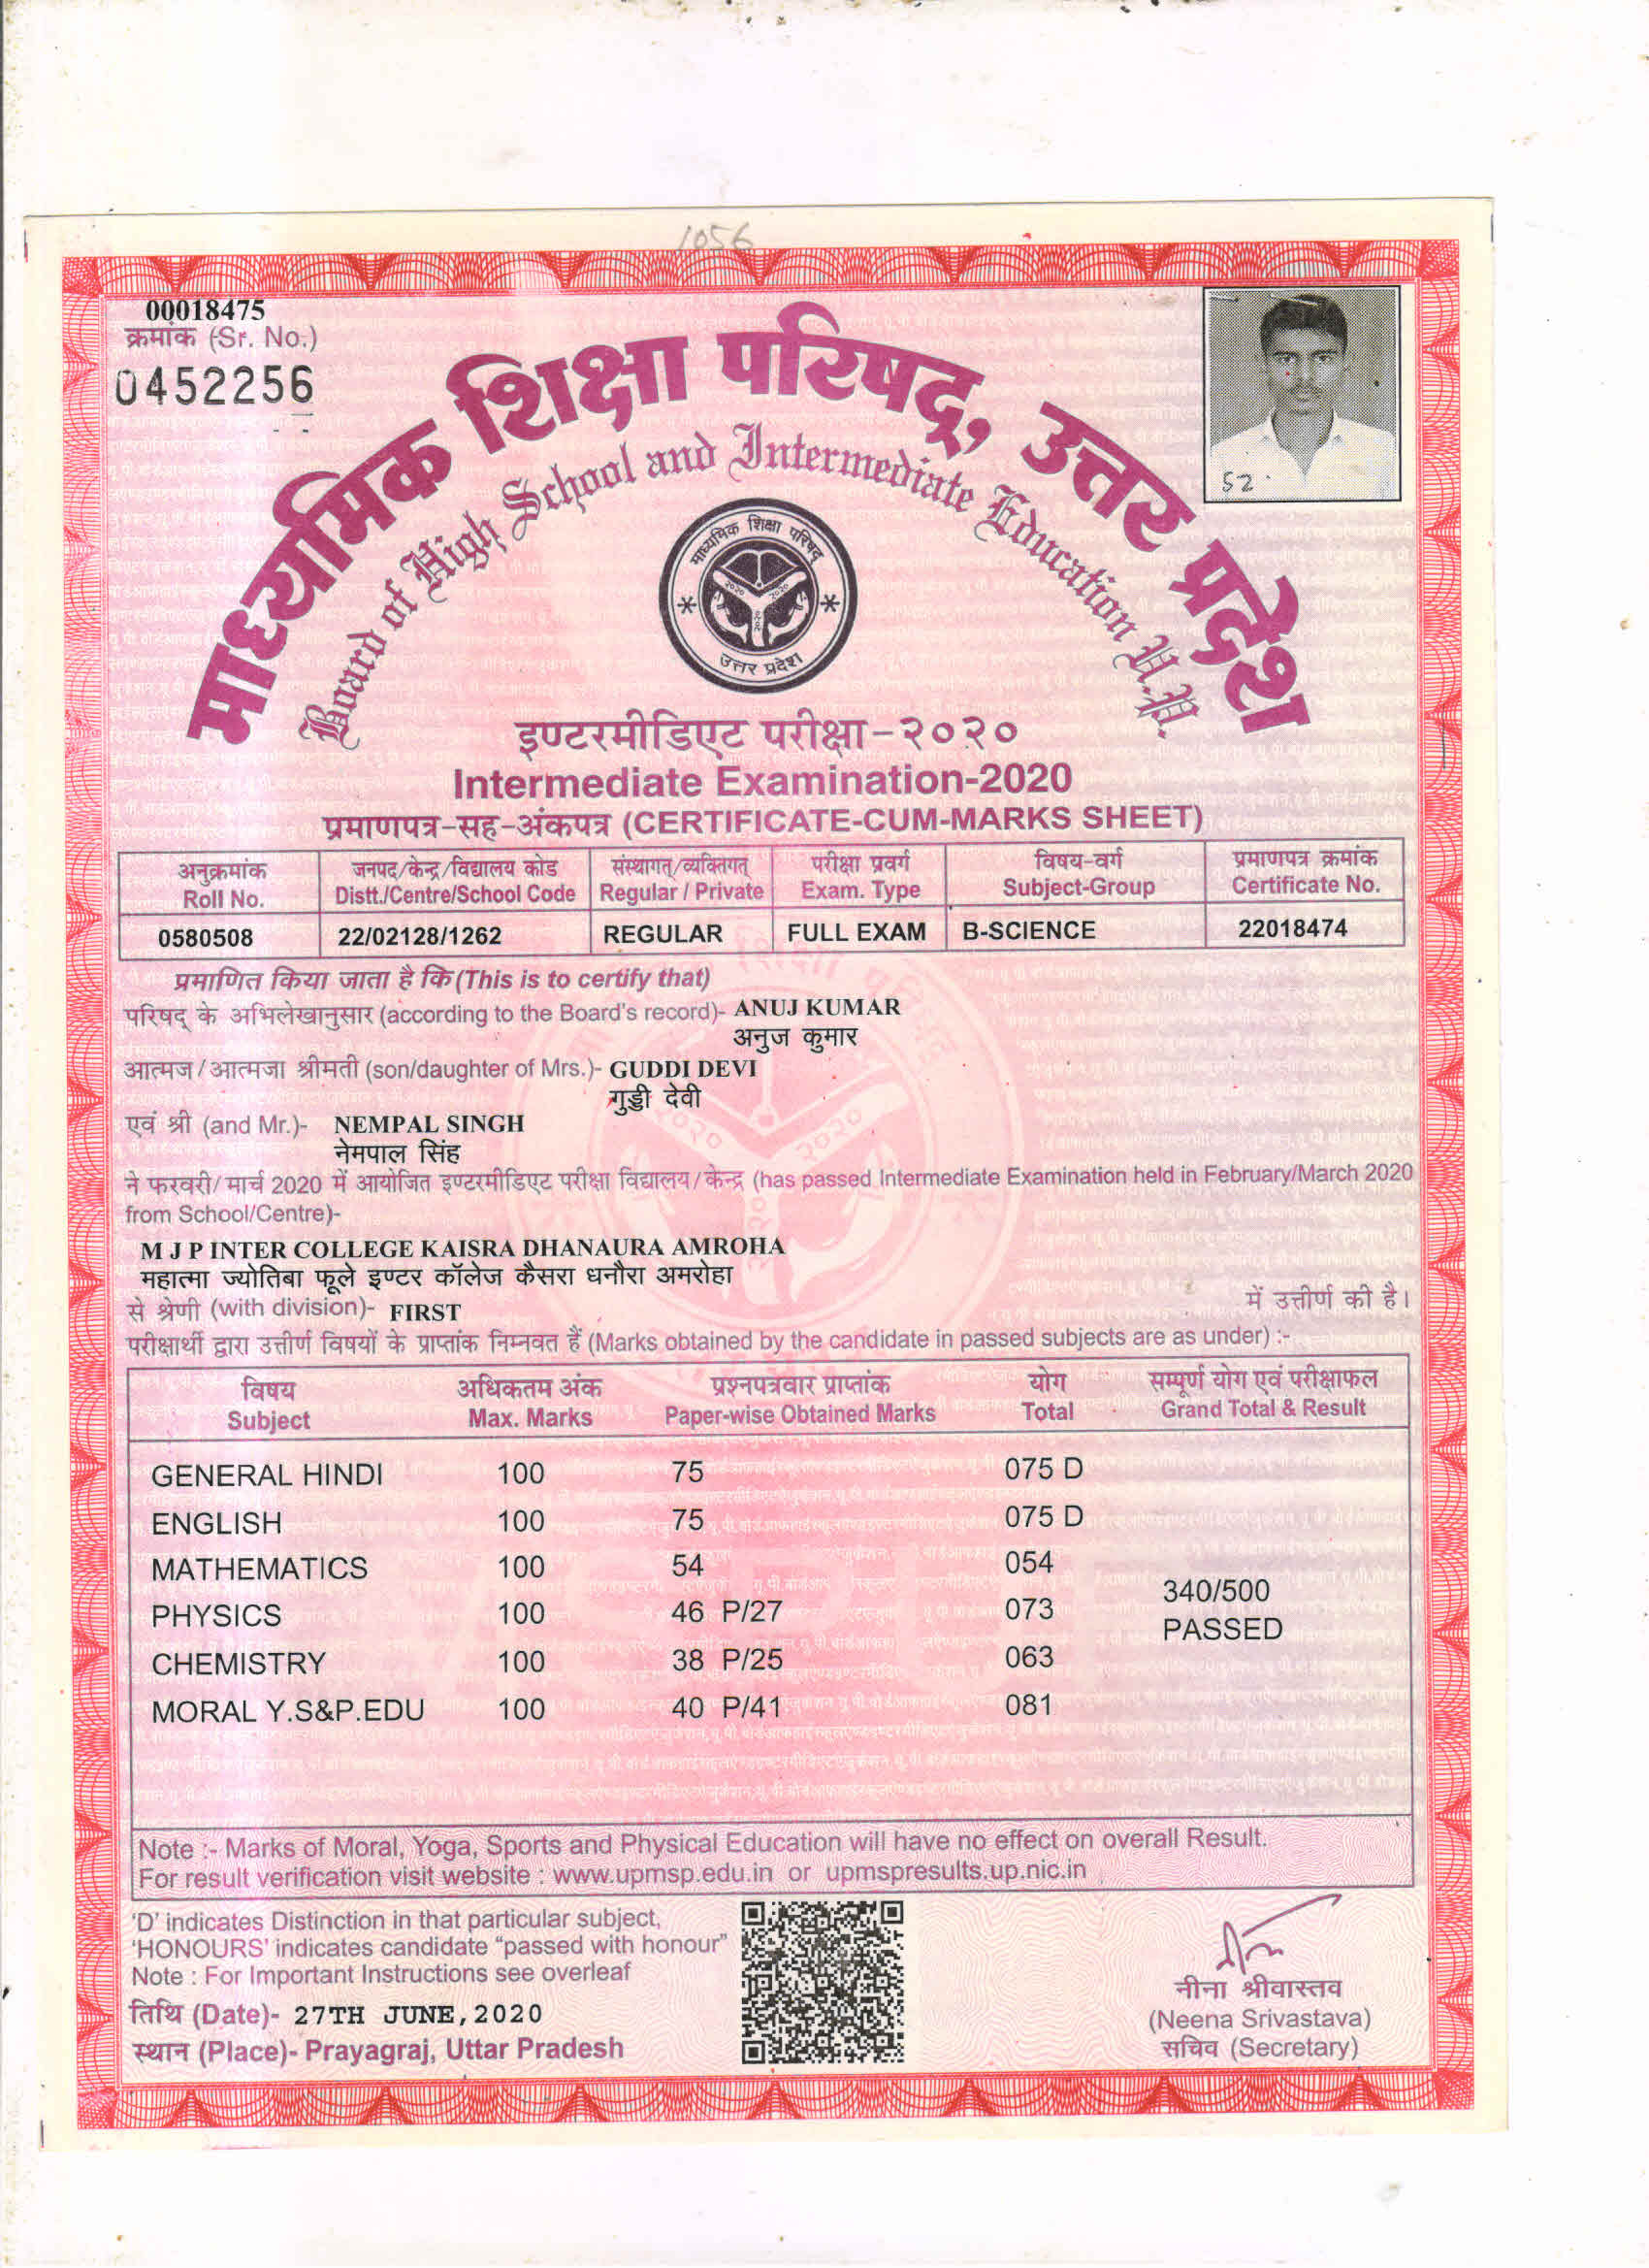 1056
00018475
क्रमांक (Sr. No.)
0452256
52
माध्यमिक शिक्षा परिषद्, उत्तर प्रदेश
Board of High School and Intermediate Education U.P.
माध्यमिक शिक्षा परिषद्
२०२० २०२०
२०२०
उत्तर प्रदेश
इण्टरमीडिएट परीक्षा-२०२०
Intermediate Examination-2020
प्रमाणपत्र-सह-अंकपत्र (CERTIFICATE-CUM-MARKS SHEET)
अनुक्रमांक जनपद/केन्द्र/विद्यालय कोड संस्थागत्/व्यक्तिगत् परीक्षा प्रवर्ग विषय-वर्ग प्रमाणपत्र क्रमांक
Roll No. Distt./Centre/School Code Regular / Private Exam. Type Subject-Group Certificate No.
0580508 22/02128/1262 REGULAR FULL EXAM B-SCIENCE 22018474
प्रमाणित किया जाता है कि (This is to certify that)
परिषद् के अभिलेखानुसार (according to the Board's record)- ANUJ KUMAR
अनुज कुमार
आत्मज/आत्मजा श्रीमती (son/daughter of Mrs.)- GUDDI DEVI
गुड्डी देवी
एवं श्री (and Mr.)- NEMPAL SINGH
नेमपाल सिंह
ने फरवरी/मार्च 2020 में आयोजित इण्टरमीडिएट परीक्षा विद्यालय/केन्द्र (has passed Intermediate Examination held in February/March 2020
from School/Centre)-
M J P INTER COLLEGE KAISRA DHANAURA AMROHA
महात्मा ज्योतिबा फूले इण्टर कॉलेज कैसरा धनौरा अमरोहा
से श्रेणी (with division)- FIRST में उत्तीर्ण की है।
परीक्षार्थी द्वारा उत्तीर्ण विषयों के प्राप्तांक निम्नवत हैं (Marks obtained by the candidate in passed subjects are as under) :-
विषय अधिकतम अंक प्रश्नपत्रवार प्राप्तांक योग सम्पूर्ण योग एवं परीक्षाफल
Subject Max. Marks Paper-wise Obtained Marks Total Grand Total & Result
GENERAL HINDI 100 75 075 D
ENGLISH 100 75 075 D
MATHEMATICS 100 54 054
340/500
PHYSICS 100 46 P/27 073
PASSED
CHEMISTRY 100 38 P/25 063
MORAL Y.S&P.EDU 100 40 P/41 081
Note :- Marks of Moral, Yoga, Sports and Physical Education will have no effect on overall Result.
For result verification visit website : www.upmsp.edu.in or upmspresults.up.nic.in
'D' indicates Distinction in that particular subject,
'HONOURS' indicates candidate "passed with honour"
Note : For Important Instructions see overleaf
तिथि (Date)- 27TH JUNE,2020
स्थान (Place)- Prayagraj, Uttar Pradesh
नीना श्रीवास्तव
(Neena Srivastava)
सचिव (Secretary)